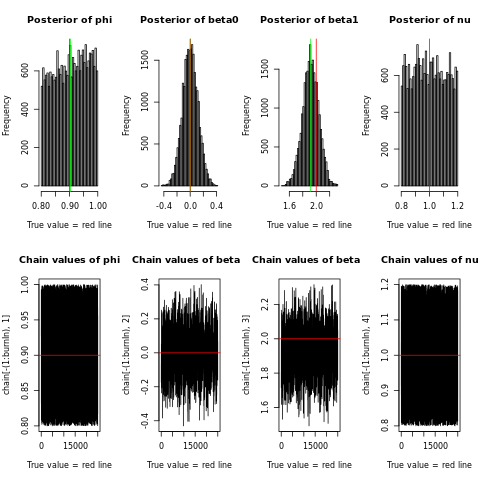 Posterior of phi
Posterior of beta0
Posterior of beta1
Posterior of nu
Frequency
0 200 400 600
0.80 0.90 1.00
True value = red line
Frequency
0 500 1000 1500
-0.4 0.0 0.4
True value = red line
Frequency
0 500 1000 1500
1.6 2.0
True value = red line
Frequency
0 200 400 600
0.8 1.0 1.2
True value = red line
Chain values of phi
Chain values of beta
Chain values of beta
Chain values of nu
chain[-(1:burnIn), 1]
0.80 0.85 0.90 0.95 1.00
0 15000
True value = red line
chain[-(1:burnIn), 2]
-0.4 -0.2 0.0 0.2 0.4
0 15000
True value = red line
chain[-(1:burnIn), 3]
1.6 1.8 2.0 2.2
0 15000
True value = red line
chain[-(1:burnIn), 4]
0.8 0.9 1.0 1.1 1.2
0 15000
True value = red line